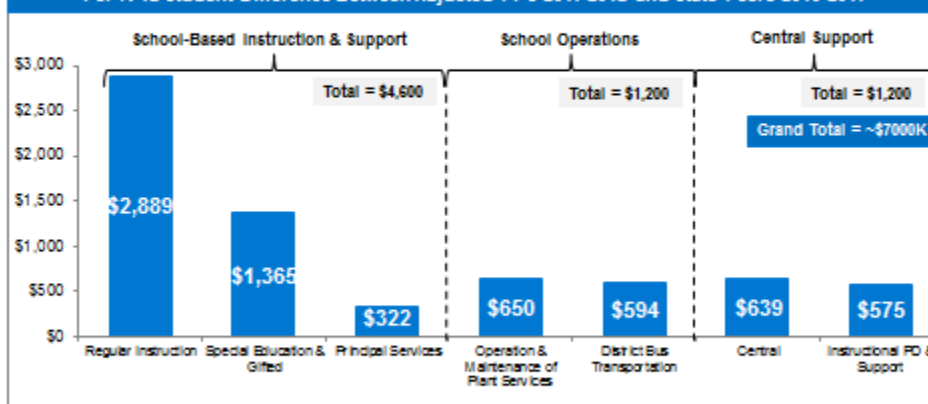 School-Based Instruction & Support
School Operations
Central Support
$3,000
$2,500
$2,000
$1,500
$1,000
$500
$0
Total = $4,600
Total = $1,200
Total = $1,200
Grand Total = ~$7000K
$2,889
$1,365
$322
$650
$594
$639
$575
Regular Instruction
Special Education &
Gifted
Principal Services
Operation &
Maintenance of
Plant Services
District Bus
Transportation
Central
Instructional PD &
Support